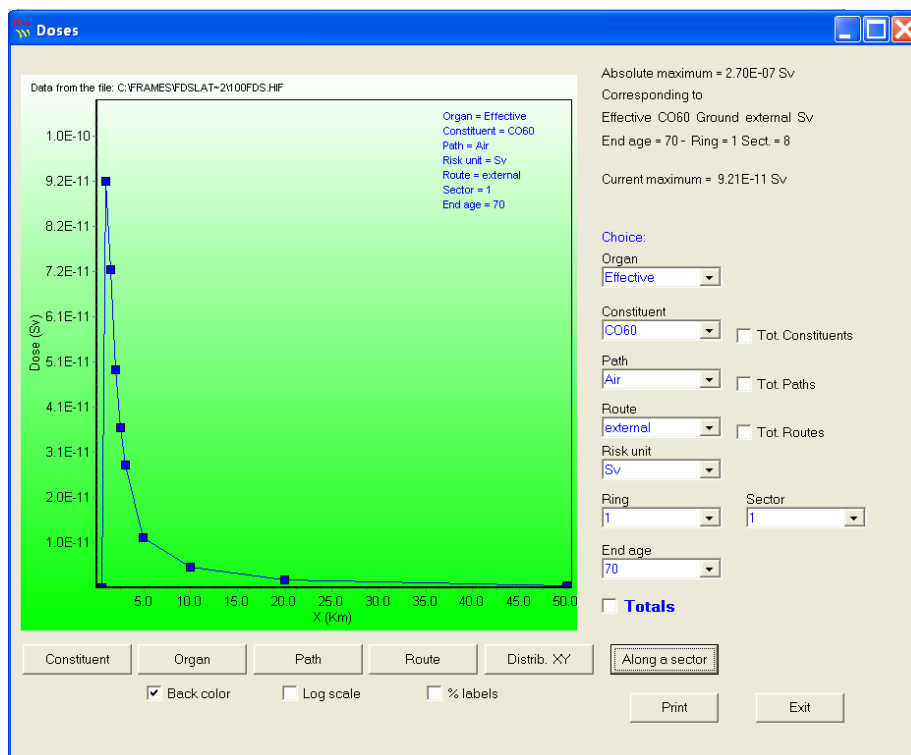 Doses
Data from the file: C:\FRAMES\FDSLAT~2\100FDS.HIF
Organ = Effective
Constituent = CO60
Path = Air
Risk unit = Sv
Route = external
Sector = 1
End age = 70
1.0E-10
9.2E-11
8.2E-11
7.2E-11
6.1E-11
5.1E-11
4.1E-11
3.1E-11
2.0E-11
1.0E-11
Dose (Sv)
5.0 10.0 15.0 20.0 25.0 30.0 35.0 40.0 45.0 50.0
X (Km)
Absolute maximum = 2.70E-07 Sv
Corresponding to
Effective CO60 Ground external Sv
End age = 70 - Ring = 1 Sect. = 8
Current maximum = 9.21E-11 Sv
Choice:
Organ
Effective
Constituent
CO60 Tot. Constituents
Path
Air Tot. Paths
Route
external Tot. Routes
Risk unit
Sv
Ring Sector
1 1
End age
70
Totals
Constituent Organ Path Route Distrib. XY Along a sector
Back color Log scale % labels
Print Exit